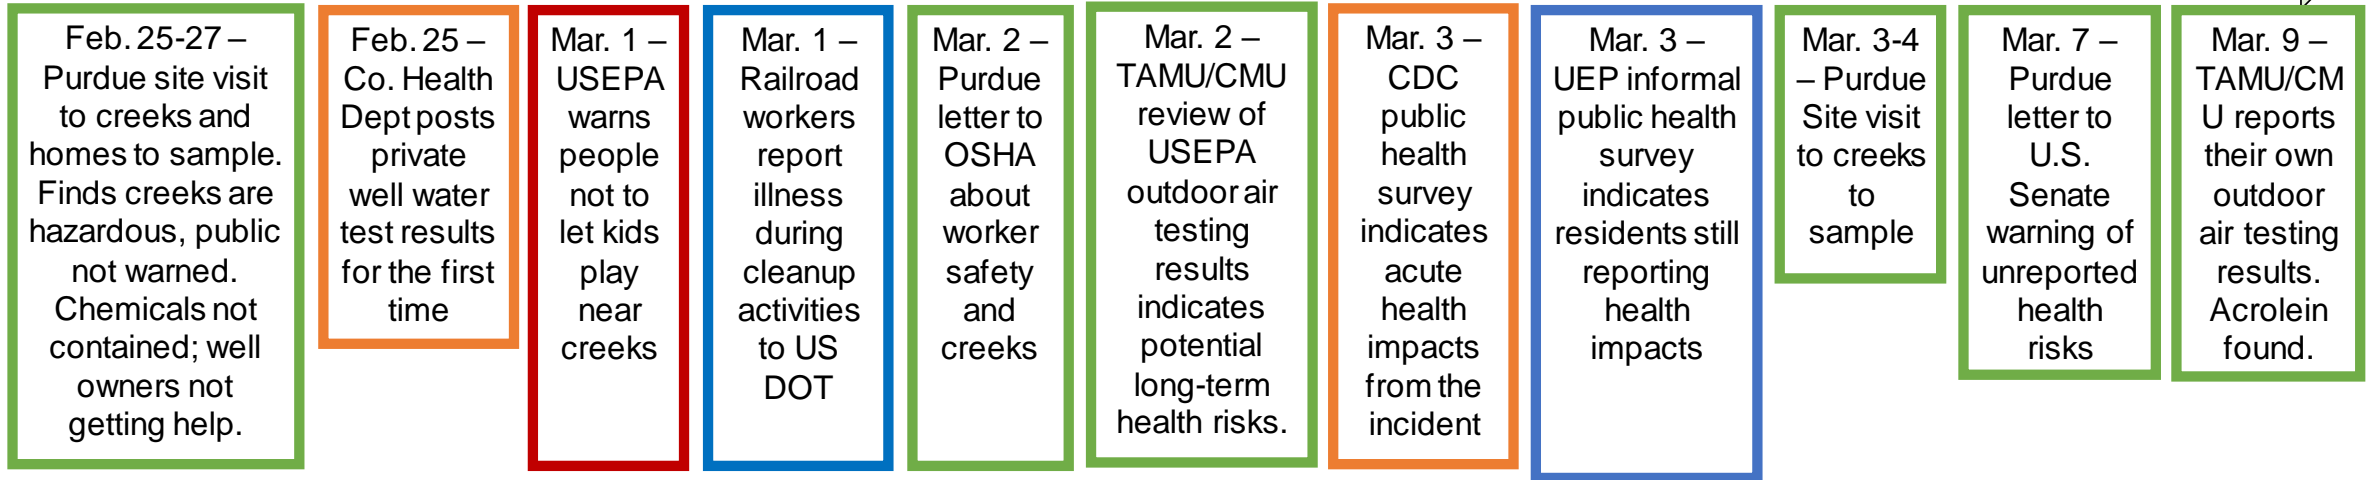 Feb. 25-27 –
Purdue site visit
to creeks and
homes to sample.
Finds creeks are
hazardous, public
not warned.
Chemicals not
contained; well
owners not
getting help.
Feb. 25 –
Co. Health
Dept posts
private
well water
test results
for the first
time
Mar. 1 –
USEPA
warns
people
not to
let kids
play
near
creeks
Mar. 1 –
Railroad
workers
report
illness
during
cleanup
activities
to US
DOT
Mar. 2 –
Purdue
letter to
OSHA
about
worker
safety
and
creeks
Mar. 2 –
TAMU/CMU
review of
USEPA
outdoor air
testing
results
indicates
potential
long-term
health risks.
Mar. 3 –
CDC
public
health
survey
indicates
acute
health
impacts
from the
incident
Mar. 3 –
UEP informal
public health
survey
indicates
residents still
reporting
health
impacts
Mar. 3-4
– Purdue
Site visit
to creeks
to
sample
Mar. 7 –
Purdue
letter to
U.S.
Senate
warning of
unreported
health
risks
Mar. 9 –
TAMU/CM
U reports
their own
outdoor
air testing
results.
Acrolein
found.